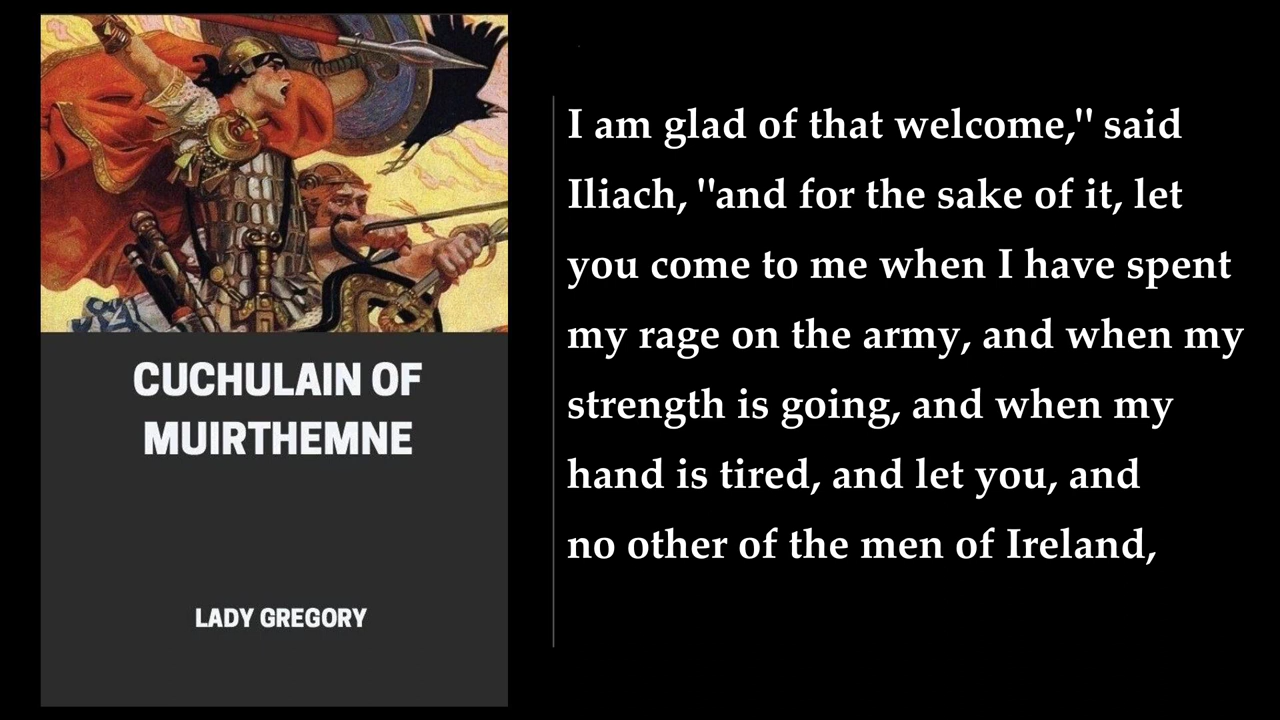 CUCHULAIN OF
MUIRTHEMNE
LADY GREGORY
I am glad of that welcome," said
Iliach, "and for the sake of it, let
you come to me when I have spent
my rage on the army, and when my
strength is going, and when my
hand is tired, and let you, and
no other of the men of Ireland,